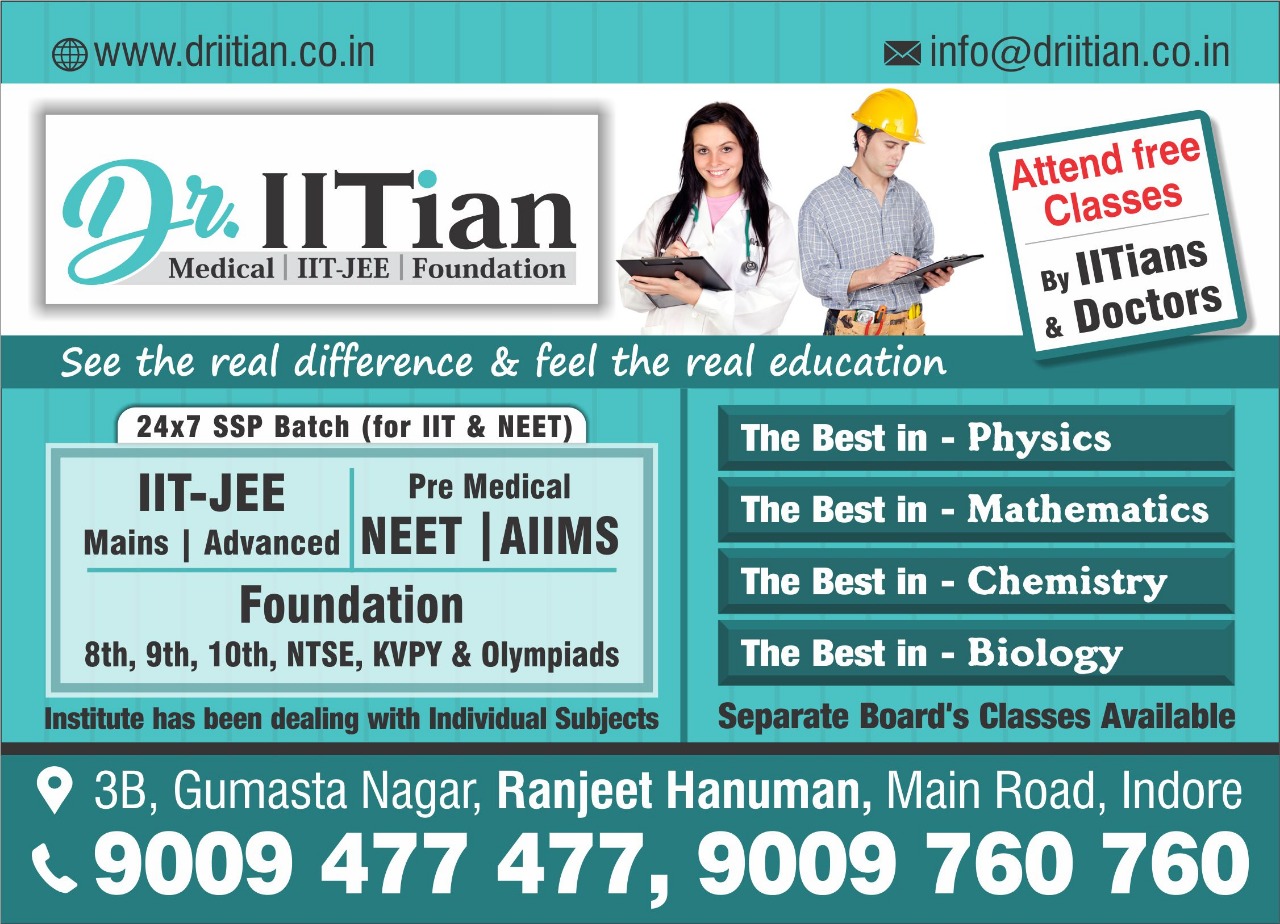 www.driitian.co.in
info@driitian.co.in
Dr. IITian
Medical | IIT-JEE | Foundation
Attend free
Classes
By IITians
& Doctors
See the real difference & feel the real education
24x7 SSP Batch (for IIT & NEET)
IIT-JEE
Mains | Advanced
Pre Medical
NEET | AIIMS
Foundation
8th, 9th, 10th, NTSE, KVPY & Olympiads
Institute has been dealing with Individual Subjects
The Best in - Physics
The Best in - Mathematics
The Best in - Chemistry
The Best in - Biology
Separate Board's Classes Available
3B, Gumasta Nagar, Ranjeet Hanuman, Main Road, Indore
9009 477 477, 9009 760 760